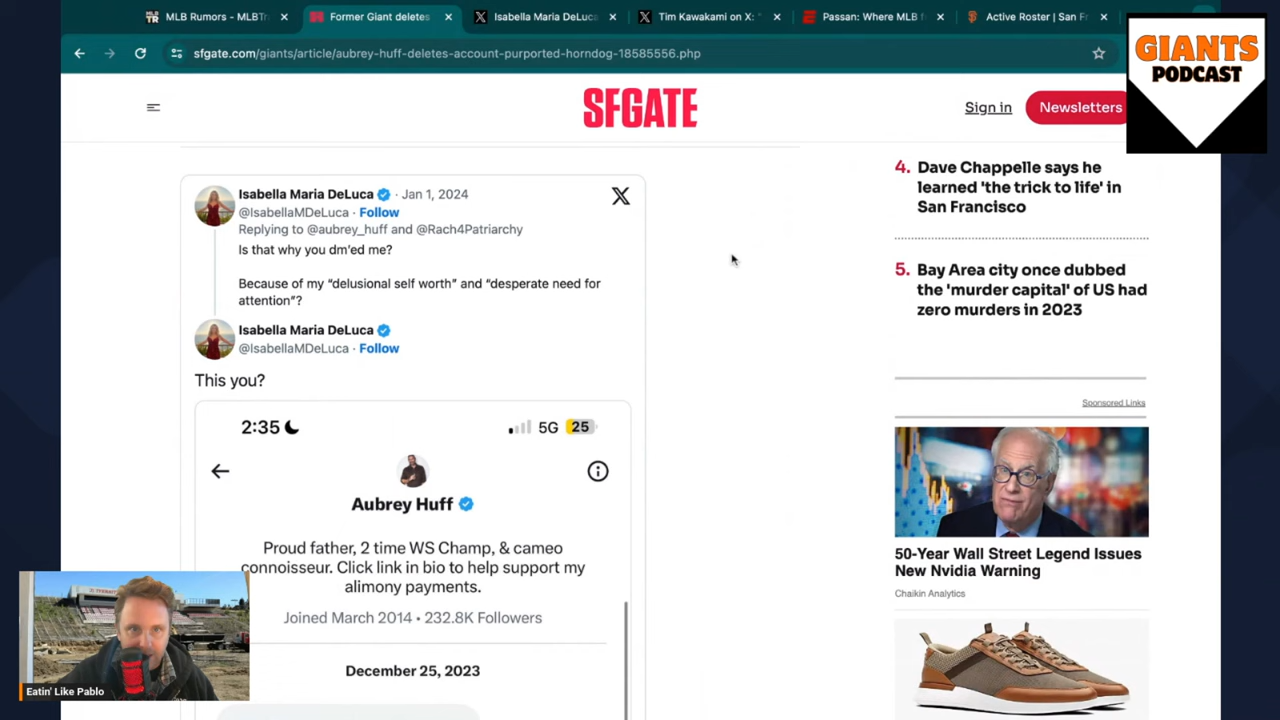 MLB Rumors - MLBTr
Former Giant deletes
Isabella Maria DeLuca
Tim Kawakami on X: "
Passan: Where MLB f
Active Roster | San Fr
sfgate.com/giants/article/aubrey-huff-deletes-account-purported-horndog-18585556.php
GIANTS
PODCAST
SFGATE
Sign in
Newsletters
Isabella Maria DeLuca · Jan 1, 2024
@IsabellaMDeLuca · Follow
Replying to @aubrey_huff and @Rach4Patriarchy
Is that why you dm'ed me?
Because of my “delusional self worth” and “desperate need for
attention”?
Isabella Maria DeLuca
@IsabellaMDeLuca · Follow
This you?
2:35
5G 25
Aubrey Huff
Proud father, 2 time WS Champ, & cameo
connoisseur. Click link in bio to help support my
alimony payments.
Joined March 2014 • 232.8K Followers
December 25, 2023
4. Dave Chappelle says he
learned 'the trick to life' in
San Francisco
5. Bay Area city once dubbed
the 'murder capital' of US had
zero murders in 2023
Sponsored Links
50-Year Wall Street Legend Issues
New Nvidia Warning
Chaikin Analytics
Eatin' Like Pablo